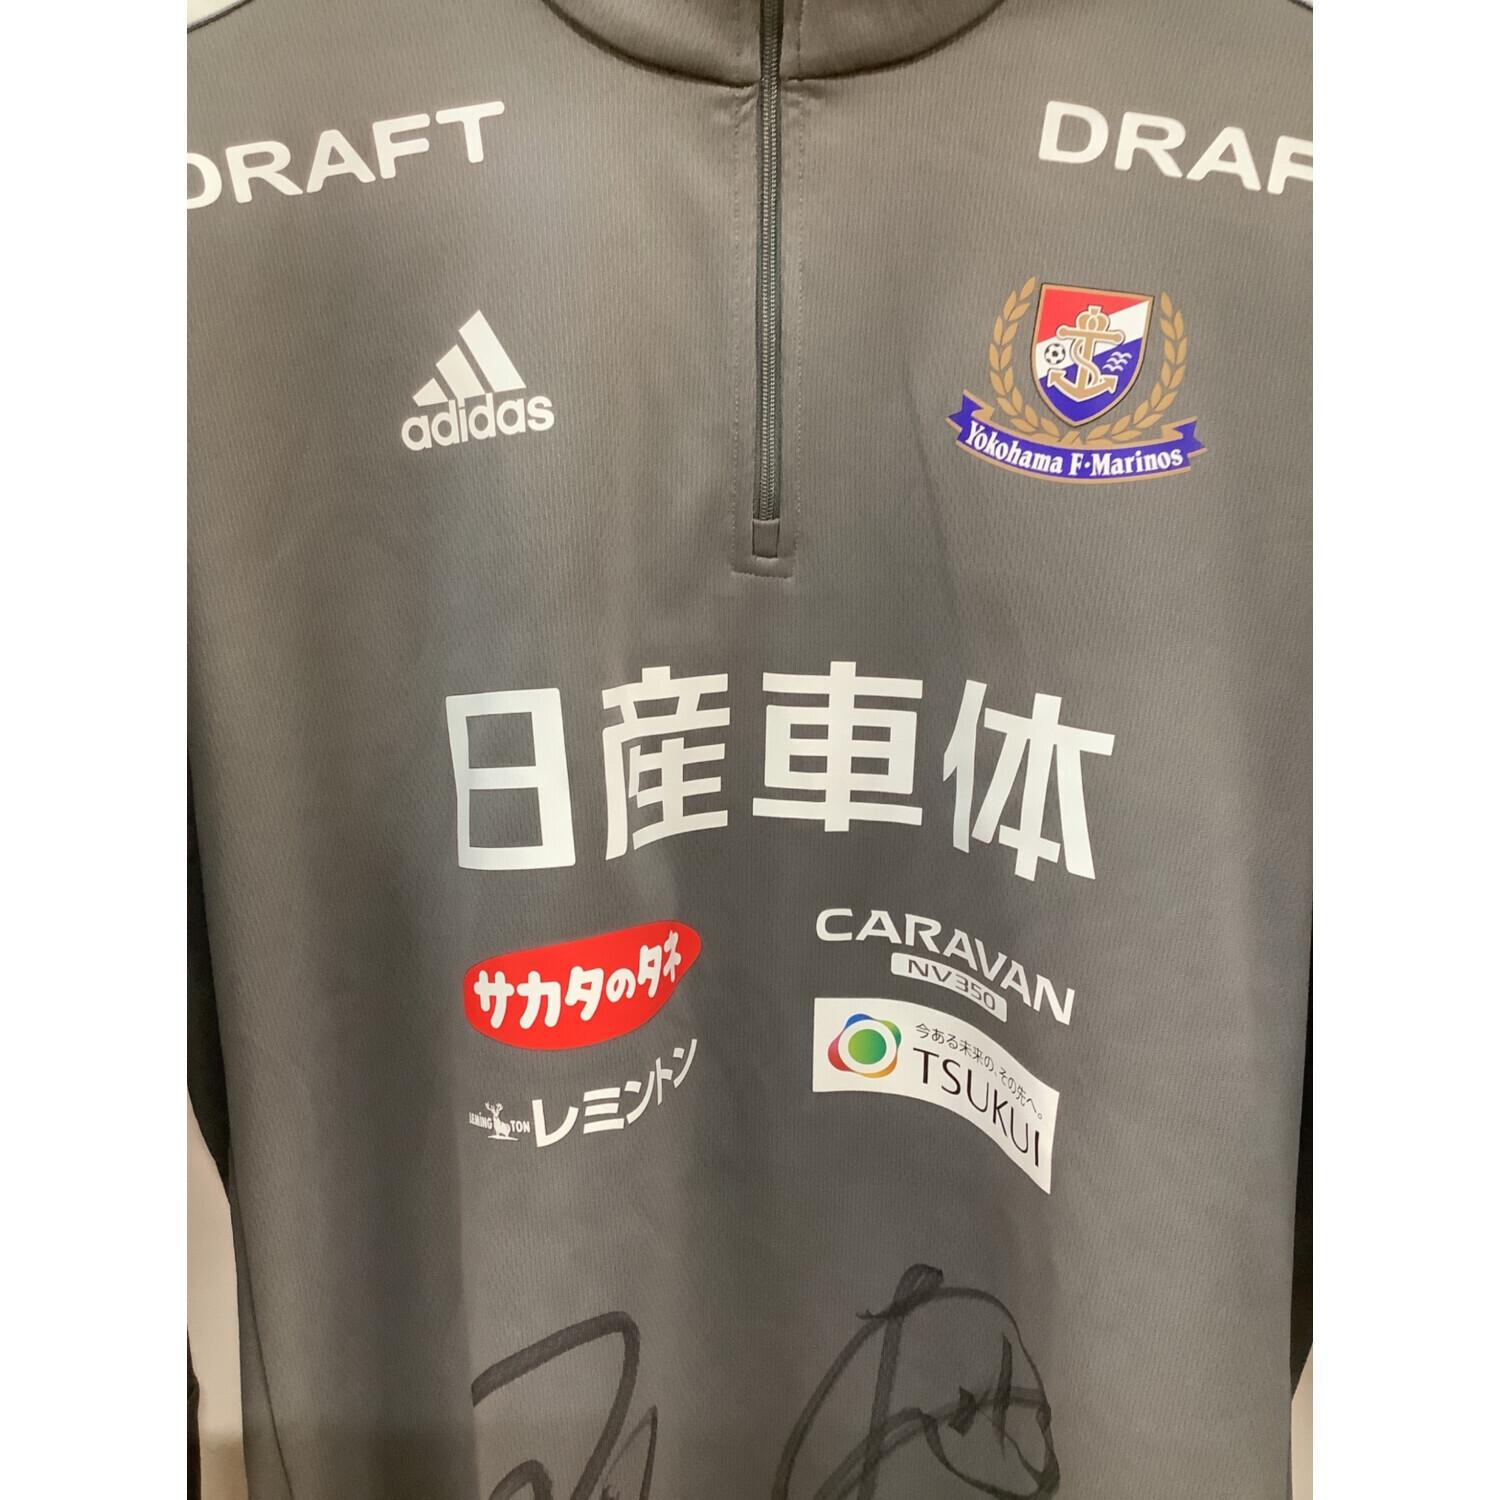 DRAFT
DRAF
adidas
Yokohama F·Marinos
日産車体
サカタのタネ
CARAVAN
NV350
今ある未来の、その先へ。
TSUKUI
LEMINGTON
レミントン